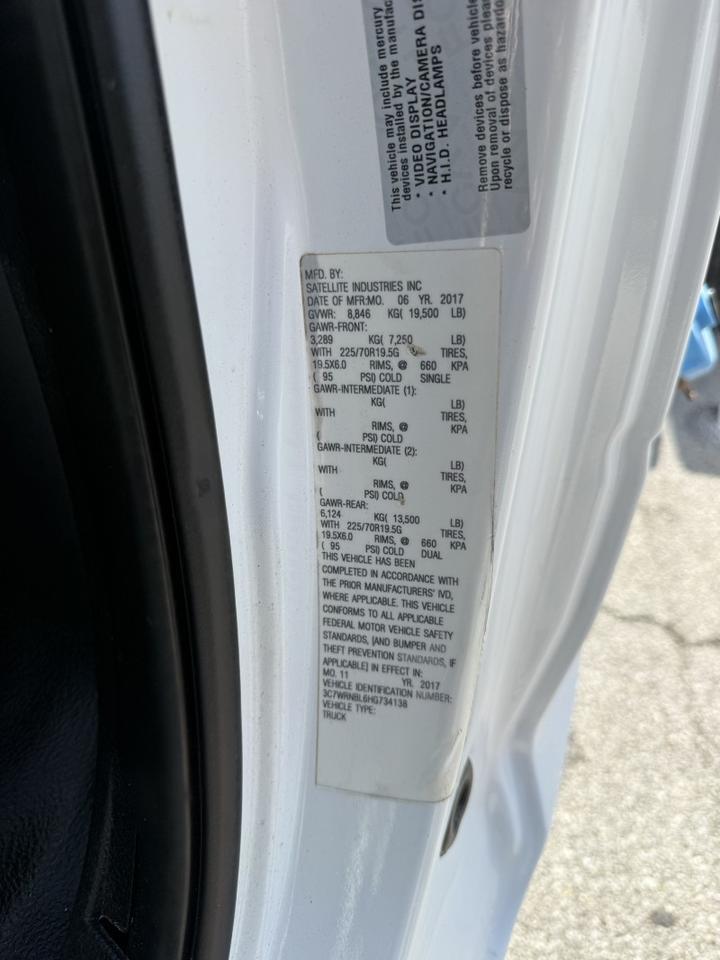 This vehicle may include mercury
devices installed by the manufac
• VIDEO DISPLAY
• NAVIGATION/CAMERA DIS
• H.I.D. HEADLAMPS
Remove devices before vehicle
Upon removal of devices plea
recycle or dispose as hazardo
MFD. BY:
SATELLITE INDUSTRIES INC
DATE OF MFR:MO. 06 YR. 2017
GVWR: 8,846 KG( 19,500 LB)
GAWR-FRONT:
3,289 KG( 7,250 LB)
WITH 225/70R19.5G TIRES,
19.5X6.0 RIMS, @ 660 KPA
( 95 PSI) COLD SINGLE
GAWR-INTERMEDIATE (1):
KG( LB)
WITH TIRES,
RIMS, @ KPA
( PSI) COLD
GAWR-INTERMEDIATE (2):
KG( LB)
WITH TIRES,
RIMS, @ KPA
( PSI) COLD
GAWR-REAR:
6,124 KG( 13,500 LB)
WITH 225/70R19.5G TIRES,
19.5X6.0 RIMS, @ 660 KPA
( 95 PSI) COLD DUAL
THIS VEHICLE HAS BEEN
COMPLETED IN ACCORDANCE WITH
THE PRIOR MANUFACTURERS' IVD,
WHERE APPLICABLE. THIS VEHICLE
CONFORMS TO ALL APPLICABLE
FEDERAL MOTOR VEHICLE SAFETY
STANDARDS, [AND BUMPER AND
THEFT PREVENTION STANDARDS, IF
APPLICABLE] IN EFFECT IN:
MO. 11 YR. 2017
VEHICLE IDENTIFICATION NUMBER:
3C7WRNBL6HG734138
VEHICLE TYPE:
TRUCK